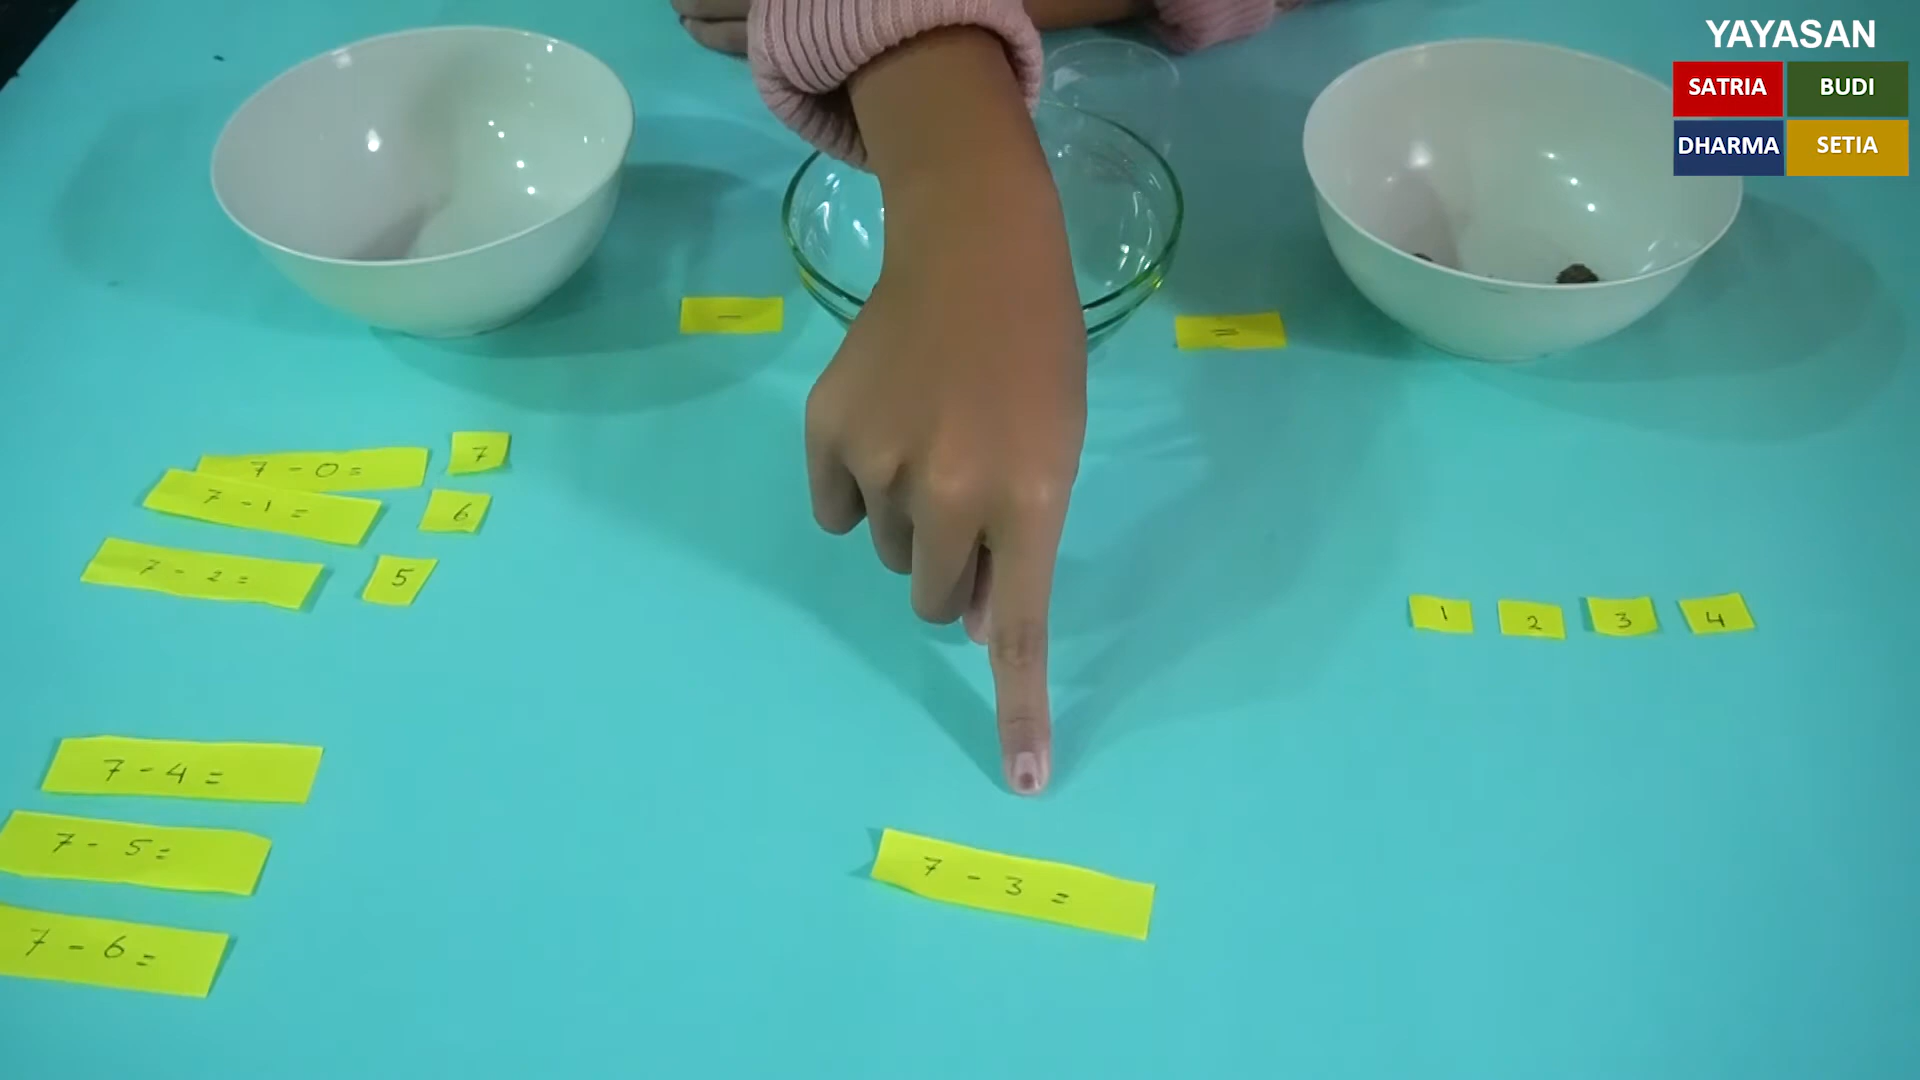 YAYASAN
SATRIA BUDI
DHARMA SETIA
-
=
7 - 0 =
7
7 - 1 =
6
7 - 2 =
5
1 2 3 4
7 - 4 =
7 - 5 =
7 - 3 =
7 - 6 =